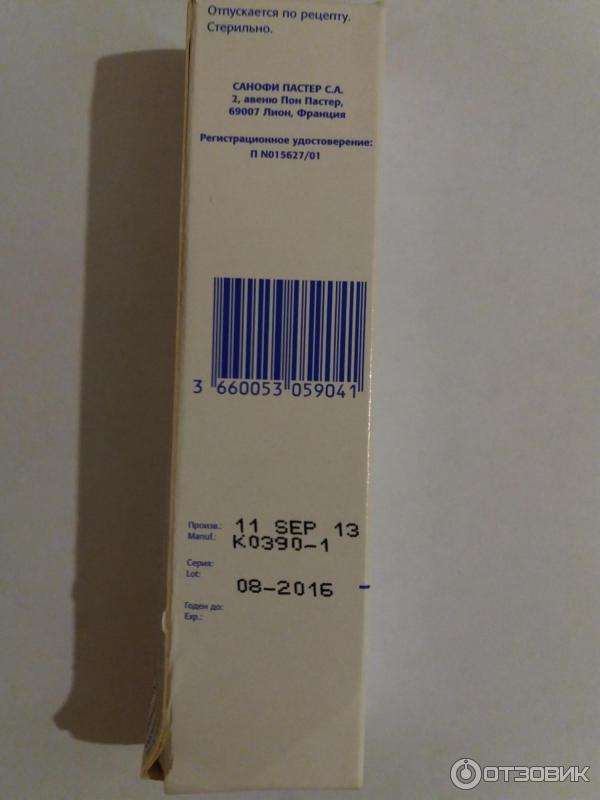 Отпускается по рецепту.
Стерильно.
САНОФИ ПАСТЕР С.А.
2, авеню Пон Пастер,
69007 Лион, Франция
Регистрационное удостоверение:
П N015627/01
3 660053 059041
Произв.: 11 SEP 13
Manuf.: K0390-1
Серия:
Lot: 08-2016
Годен до:
Exp.:
ОТЗОВИК